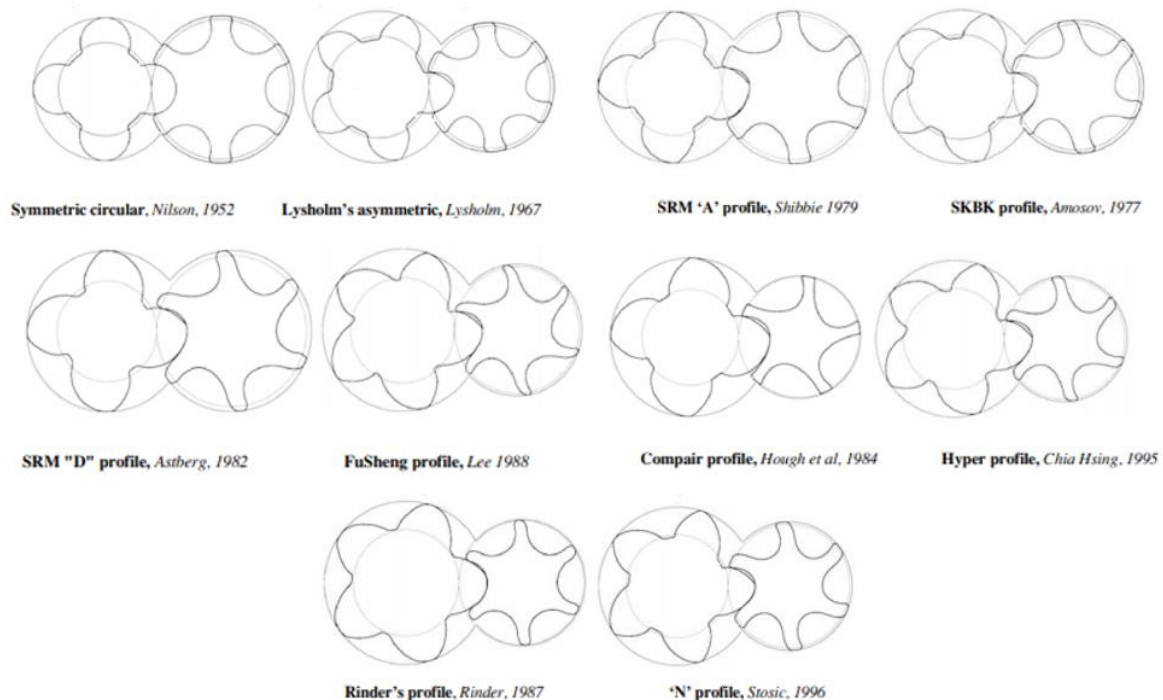 Symmetric circular, Nilson, 1952
Lysholm's asymmetric, Lysholm, 1967
SRM 'A' profile, Shibbie 1979
SKBK profile, Amosov, 1977
SRM "D" profile, Astberg, 1982
FuSheng profile, Lee 1988
Compair profile, Hough et al, 1984
Hyper profile, Chia Hsing, 1995
Rinder's profile, Rinder, 1987
'N' profile, Stosic, 1996